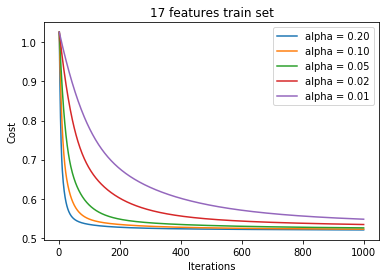 17 features train set
alpha = 0.20
alpha = 0.10
alpha = 0.05
alpha = 0.02
alpha = 0.01
1.0
0.9
0.8
0.7
0.6
0.5
Cost
0 200 400 600 800 1000
Iterations